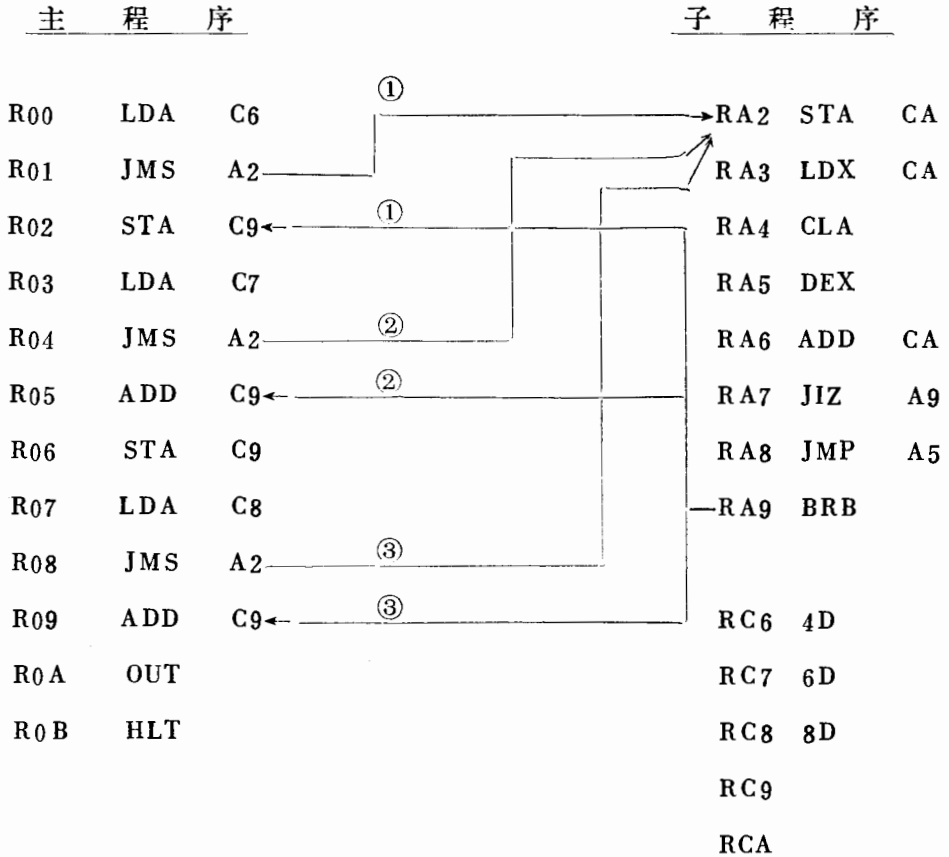 主 程 序
R00 LDA C6
R01 JMS A2
R02 STA C9
R03 LDA C7
R04 JMS A2
R05 ADD C9
R06 STA C9
R07 LDA C8
R08 JMS A2
R09 ADD C9
R0A OUT
R0B HLT
①
①
②
②
③
③
子 程 序
RA2 STA CA
RA3 LDX CA
RA4 CLA
RA5 DEX
RA6 ADD CA
RA7 JIZ A9
RA8 JMP A5
RA9 BRB
RC6 4D
RC7 6D
RC8 8D
RC9
RCA